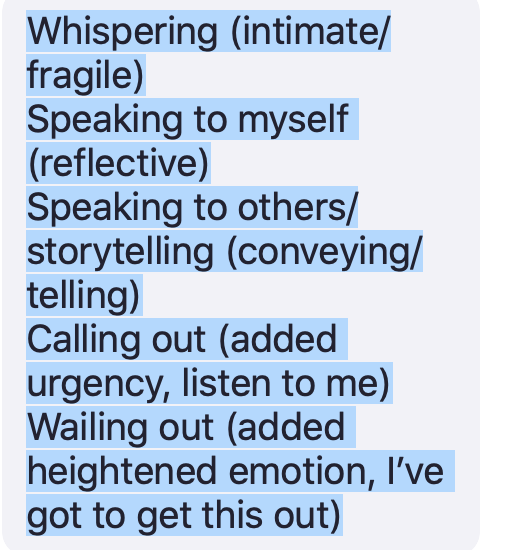 Whispering (intimate/
fragile)
Speaking to myself
(reflective)
Speaking to others/
storytelling (conveying/
telling)
Calling out (added
urgency, listen to me)
Wailing out (added
heightened emotion, I’ve
got to get this out)